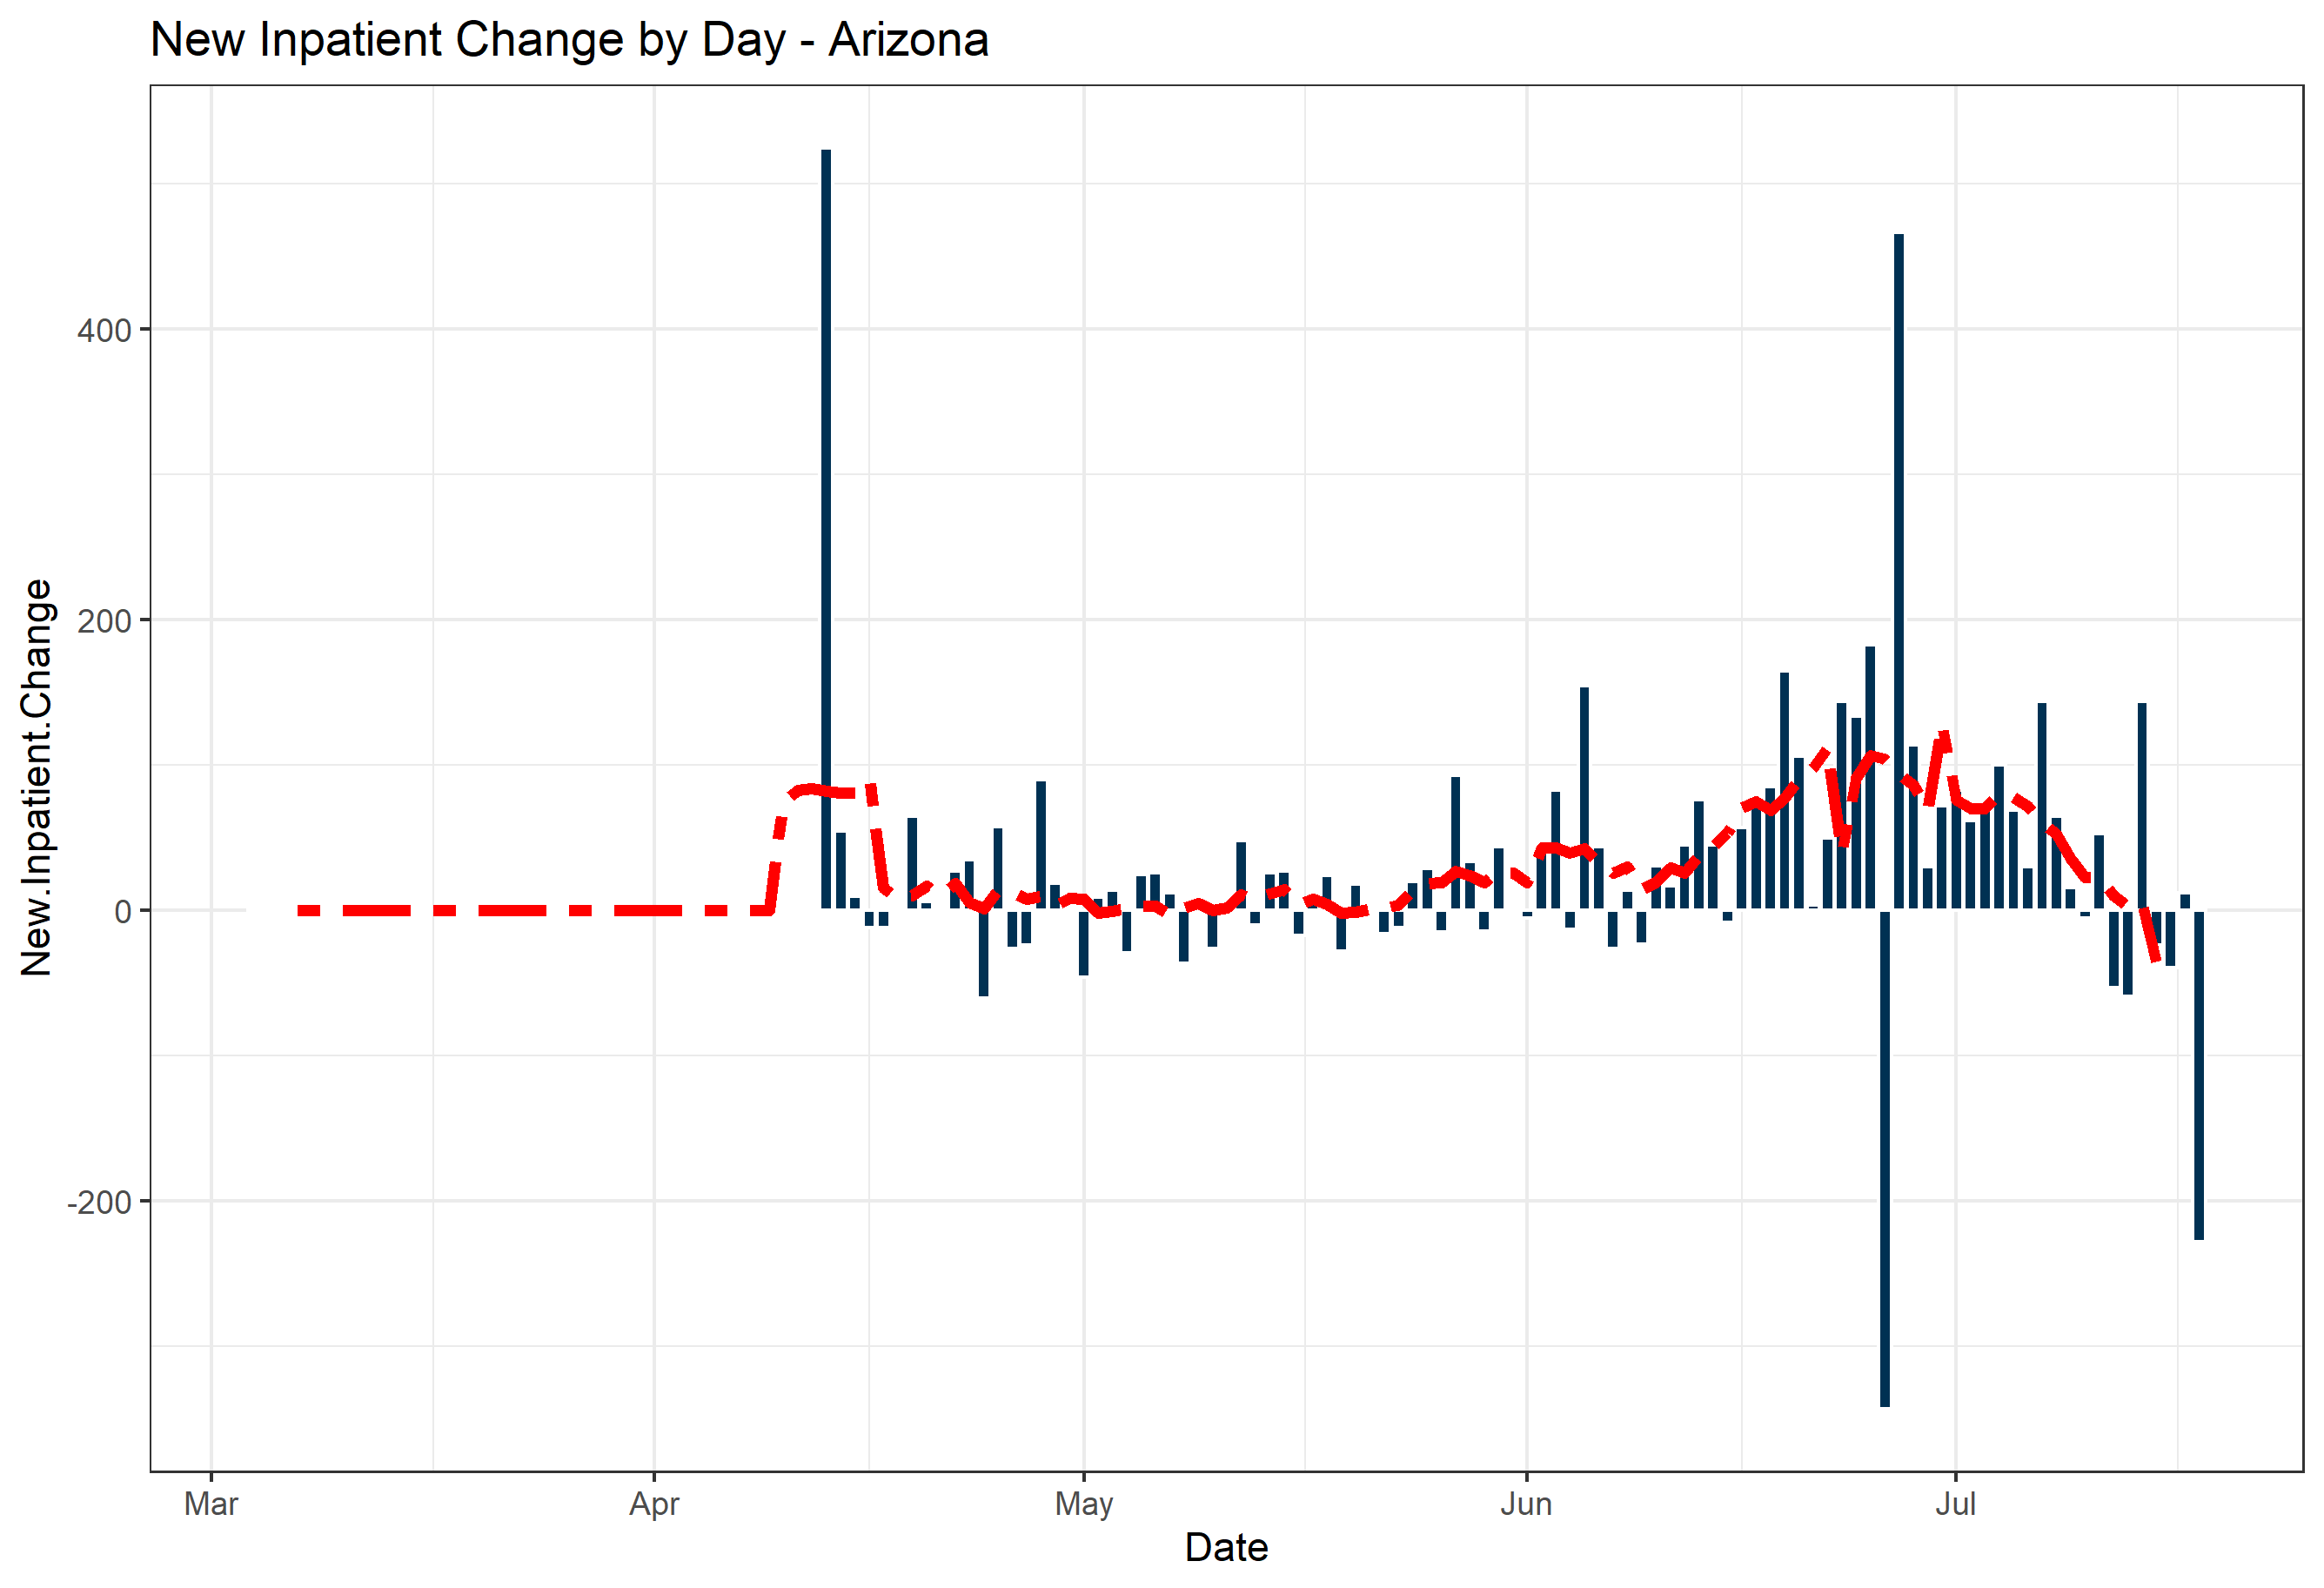 New Inpatient Change by Day - Arizona
New.Inpatient.Change
400
200
0
-200
Mar Apr May Jun Jul
Date